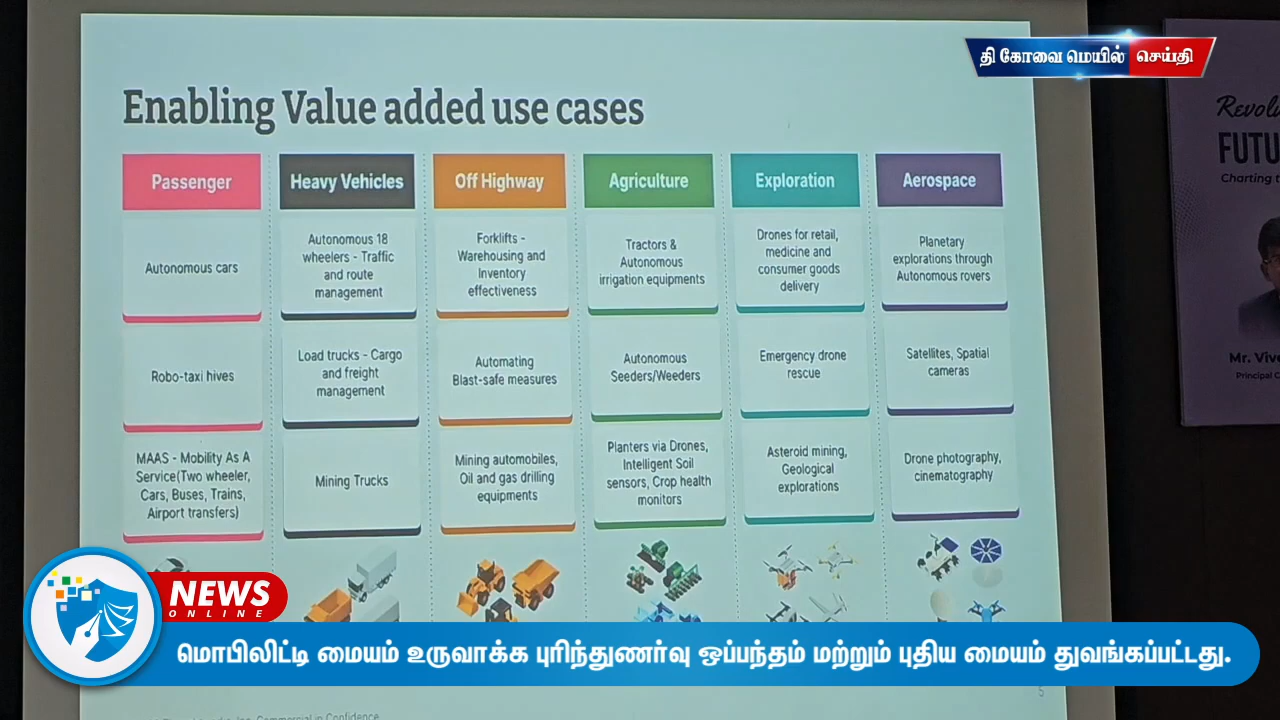 தி கோவை மெயில் செய்தி
Enabling Value added use cases
Passenger
Heavy Vehicles
Off Highway
Agriculture
Exploration
Aerospace
Autonomous cars
Autonomous 18
wheelers - Traffic
and route
management
Forklifts -
Warehousing and
Inventory
effectiveness
Tractors &
Autonomous
irrigation equipments
Drones for retail,
medicine and
consumer goods
delivery
Planetary
explorations through
Autonomous rovers
Robo-taxi hives
Load trucks - Cargo
and freight
management
Automating
Blast-safe measures
Autonomous
Seeders/Weeders
Emergency drone
rescue
Satellites, Spatial
cameras
MAAS - Mobility As A
Service(Two wheeler,
Cars, Buses, Trains,
Airport transfers)
Mining Trucks
Mining automobiles,
Oil and gas drilling
equipments
Planters via Drones,
Intelligent Soil
sensors, Crop health
monitors
Asteroid mining,
Geological
explorations
Drone photography,
cinematography
Charting
Mr.
Principal
NEWS
ONLINE
மொபிலிட்டி மையம் உருவாக்க புரிந்துணர்வு ஒப்பந்தம் மற்றும் புதிய மையம் துவங்கப்பட்டது.
5
Commercial in Confidence